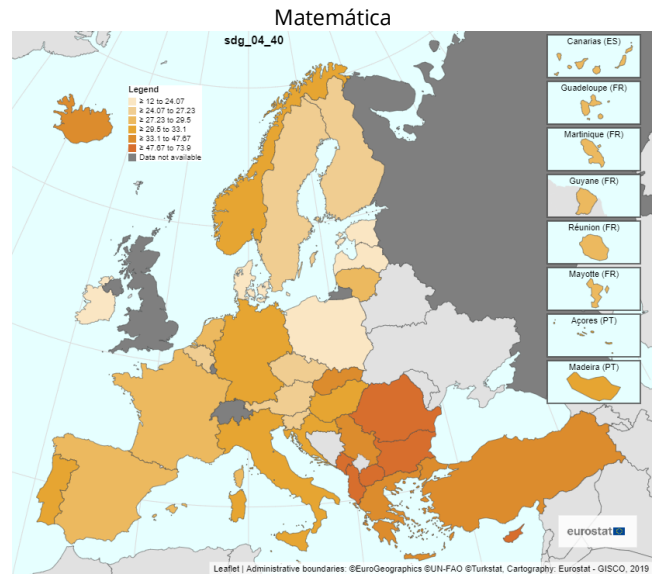 Matemática
sdg_04_40
Legend
≥ 12 to 24.07
≥ 24.07 to 27.23
≥ 27.23 to 29.5
≥ 29.5 to 33.1
≥ 33.1 to 47.67
≥ 47.67 to 73.9
Data not available
Canarias (ES)
Guadeloupe (FR)
Martinique (FR)
Guyane (FR)
Réunion (FR)
Mayotte (FR)
Açores (PT)
Madeira (PT)
eurostat
Leaflet | Administrative boundaries: ©EuroGeographics ©UN-FAO ©Turkstat, Cartography: Eurostat - GISCO, 2019